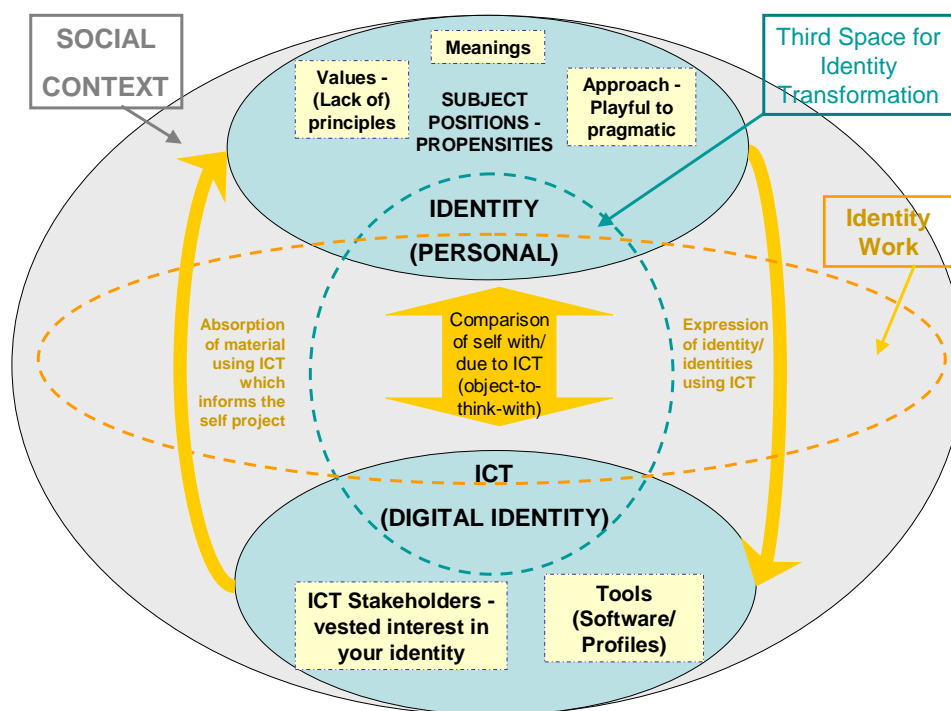 SOCIAL
CONTEXT
Meanings
Values -
(Lack of)
principles
SUBJECT
POSITIONS -
PROPENSITIES
Approach -
Playful to
pragmatic
Third Space for
Identity
Transformation
IDENTITY
(PERSONAL)
Identity
Work
Absorption
of material
using ICT
which
informs the
self project
Comparison
of self with/
due to ICT
(object-to-
think-with)
Expression
of identity/
identities
using ICT
ICT
(DIGITAL IDENTITY)
ICT Stakeholders -
vested interest in
your identity
Tools
(Software/
Profiles)